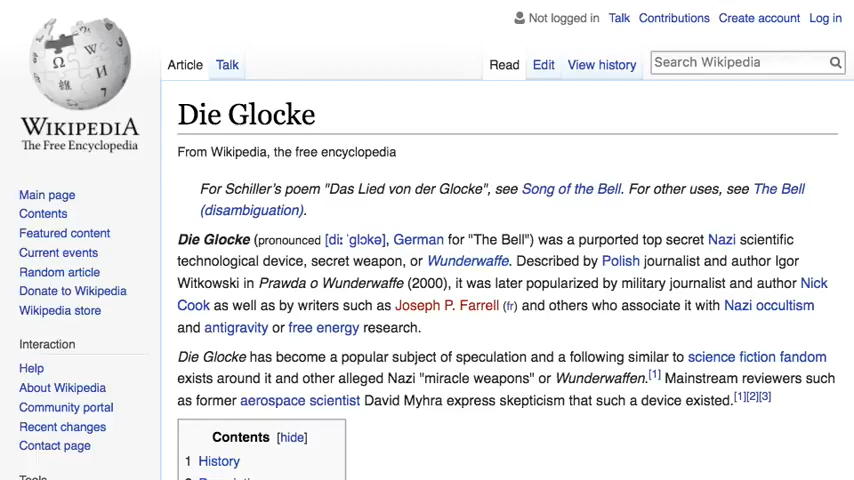 Not logged in Talk Contributions Create account Log in
Article Talk Read Edit View history Search Wikipedia
WIKIPEDIA
The Free Encyclopedia
Main page
Contents
Featured content
Current events
Random article
Donate to Wikipedia
Wikipedia store
Interaction
Help
About Wikipedia
Community portal
Recent changes
Contact page
Tools
Die Glocke
From Wikipedia, the free encyclopedia
For Schiller's poem "Das Lied von der Glocke", see Song of the Bell. For other uses, see The Bell
(disambiguation).
Die Glocke (pronounced [diː ˈɡlɔkə], German for "The Bell") was a purported top secret Nazi scientific
technological device, secret weapon, or Wunderwaffe. Described by Polish journalist and author Igor
Witkowski in Prawda o Wunderwaffe (2000), it was later popularized by military journalist and author Nick
Cook as well as by writers such as Joseph P. Farrell (fr) and others who associate it with Nazi occultism
and antigravity or free energy research.
Die Glocke has become a popular subject of speculation and a following similar to science fiction fandom
exists around it and other alleged Nazi "miracle weapons" or Wunderwaffen.[1] Mainstream reviewers such
as former aerospace scientist David Myhra express skepticism that such a device existed.[1][2][3]
Contents [hide]
1 History